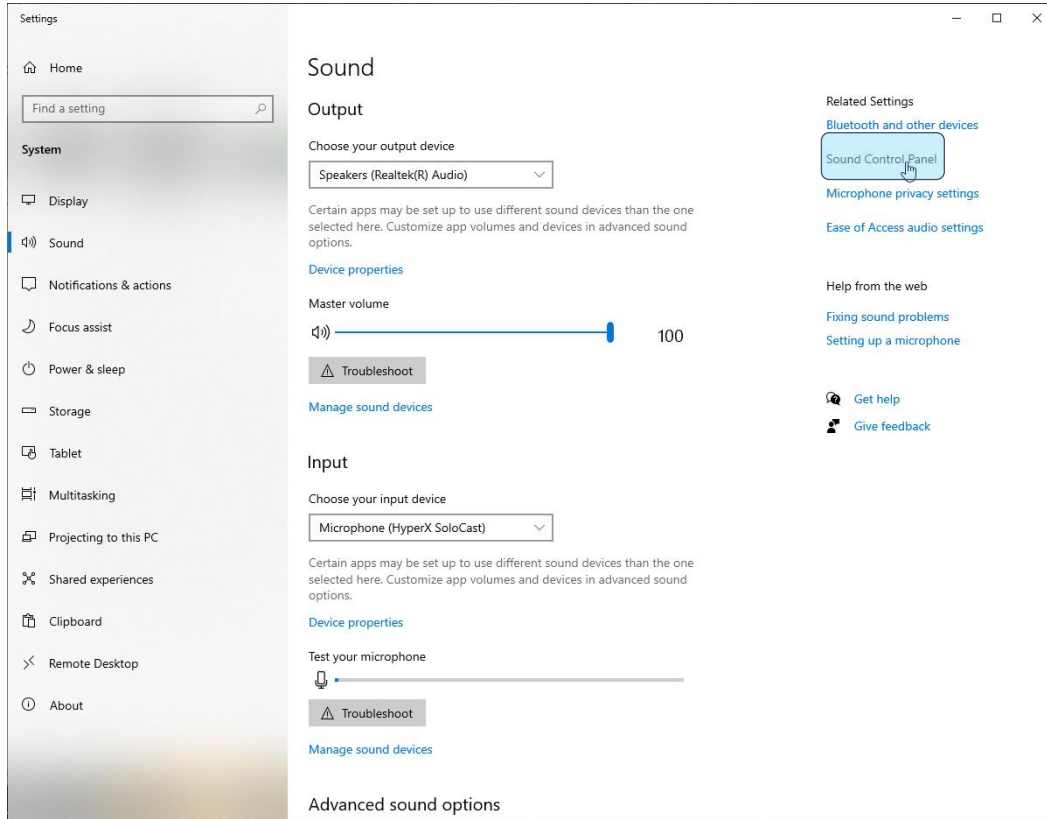 Settings
Home
Find a setting
System
Display
Sound
Notifications & actions
Focus assist
Power & sleep
Storage
Tablet
Multitasking
Projecting to this PC
Shared experiences
Clipboard
Remote Desktop
About
Sound
Output
Choose your output device
Speakers (Realtek(R) Audio)
Certain apps may be set up to use different sound devices than the one
selected here. Customize app volumes and devices in advanced sound
options.
Device properties
Master volume
100
Troubleshoot
Manage sound devices
Input
Choose your input device
Microphone (HyperX SoloCast)
Certain apps may be set up to use different sound devices than the one
selected here. Customize app volumes and devices in advanced sound
options.
Device properties
Test your microphone
Troubleshoot
Manage sound devices
Advanced sound options
Related Settings
Bluetooth and other devices
Sound Control Panel
Microphone privacy settings
Ease of Access audio settings
Help from the web
Fixing sound problems
Setting up a microphone
Get help
Give feedback